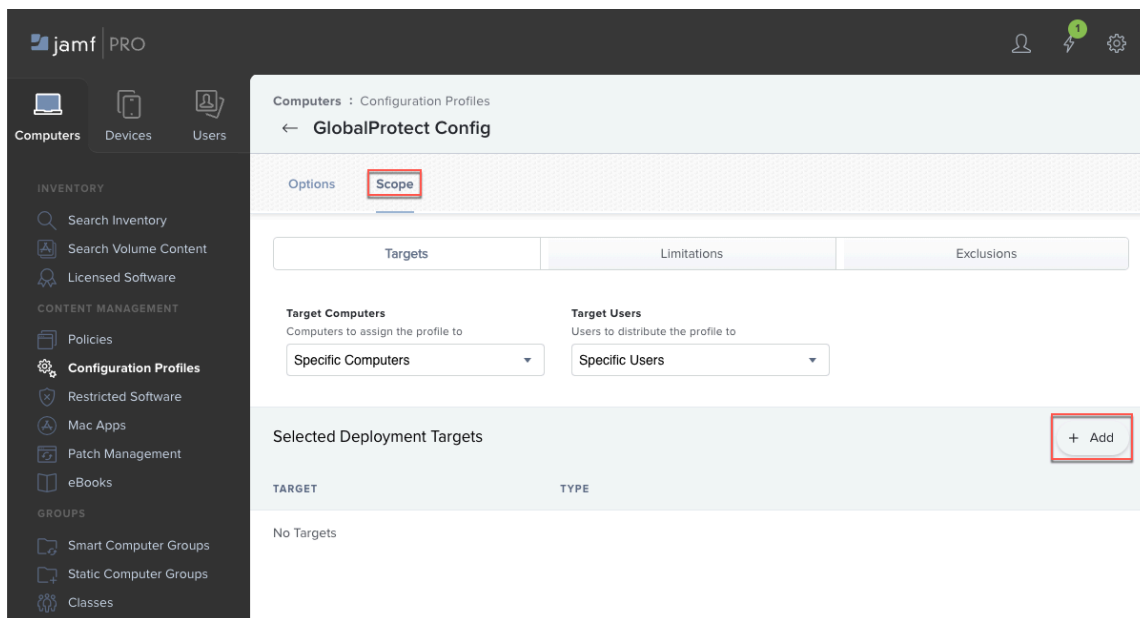 jamf PRO
1
Computers
Devices
Users
INVENTORY
Search Inventory
Search Volume Content
Licensed Software
CONTENT MANAGEMENT
Policies
Configuration Profiles
Restricted Software
Mac Apps
Patch Management
eBooks
GROUPS
Smart Computer Groups
Static Computer Groups
Classes
Computers : Configuration Profiles
← GlobalProtect Config
Options
Scope
Targets
Limitations
Exclusions
Target Computers
Computers to assign the profile to
Specific Computers
Target Users
Users to distribute the profile to
Specific Users
Selected Deployment Targets
+ Add
TARGET
TYPE
No Targets